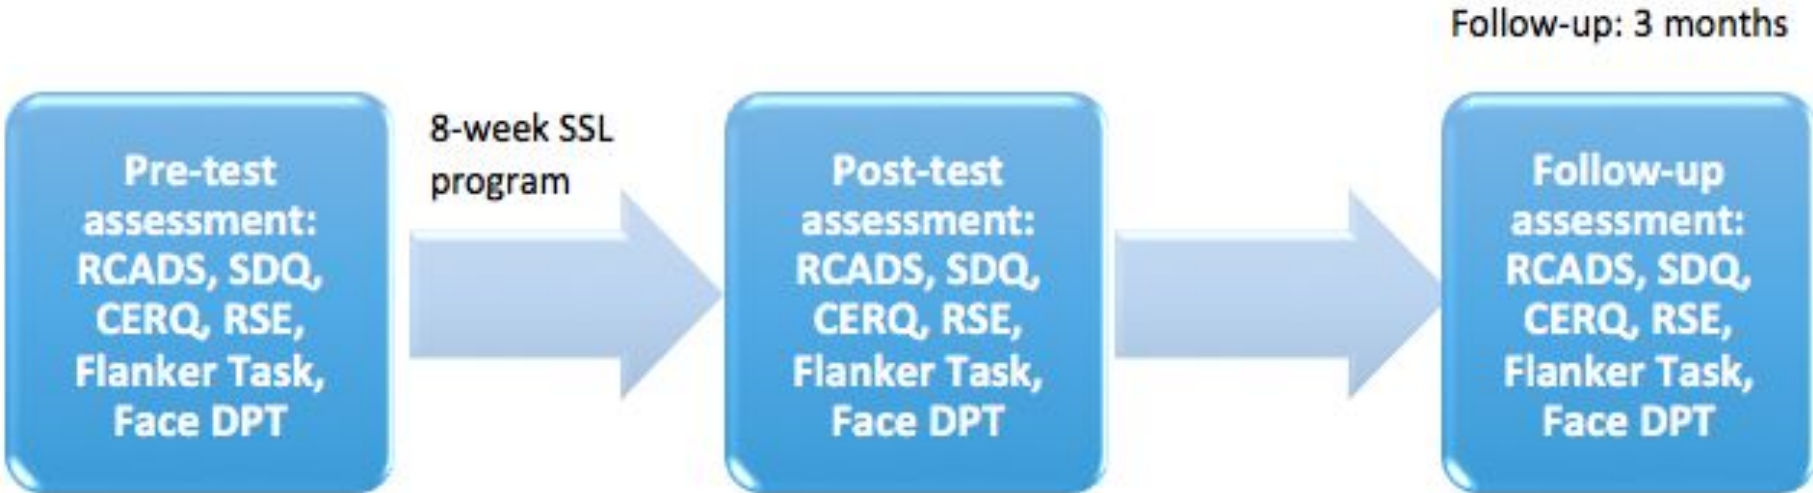 Follow-up: 3 months
8-week SSL
program
Pre-test
assessment:
RCADS, SDQ,
CERQ, RSE,
Flanker Task,
Face DPT
Post-test
assessment:
RCADS, SDQ,
CERQ, RSE,
Flanker Task,
Face DPT
Follow-up
assessment:
RCADS, SDQ,
CERQ, RSE,
Flanker Task,
Face DPT